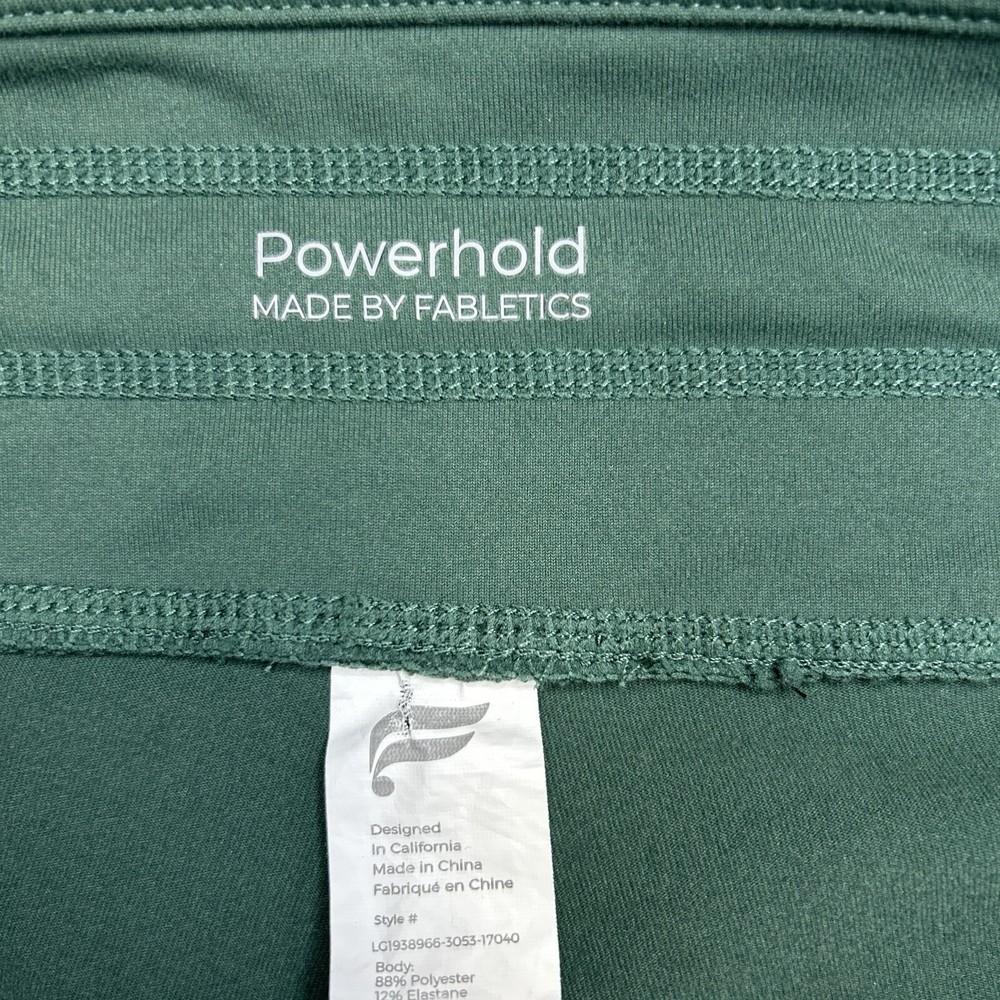 Powerhold
MADE BY FABLETICS
Designed
In California
Made in China
Fabriqué en Chine
Style #
LG1938966-3053-17040
Body:
88% Polyester
12% Elastane